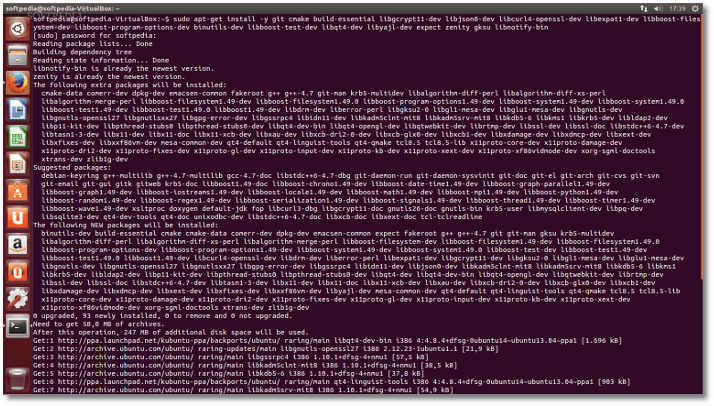 softpedia@softpedia-VirtualBox: ~
17:39
softpedia@softpedia-VirtualBox:~$ sudo apt-get install -y git cmake build-essential libgcrypt11-dev libjson0-dev libcurl4-openssl-dev libexpat1-dev libboost-files
ystem-dev libboost-program-options-dev binutils-dev libboost-test-dev libqt4-dev libyajl-dev expect zenity gksu libnotify-bin
[sudo] password for softpedia:
Reading package lists... Done
Building dependency tree
Reading state information... Done
libnotify-bin is already the newest version.
zenity is already the newest version.
The following extra packages will be installed:
cmake-data comerr-dev dpkg-dev emacsen-common fakeroot g++ g++-4.7 git-man krb5-multidev libalgorithm-diff-perl libalgorithm-diff-xs-perl
libalgorithm-merge-perl libboost-filesystem1.49-dev libboost-filesystem1.49.0 libboost-program-options1.49-dev libboost-system1.49-dev libboost-system1.49.0
libboost-test1.49-dev libboost-test1.49.0 libboost1.49-dev libdrm-dev liberror-perl libgksu2-0 libgl1-mesa-dev libglu1-mesa-dev libgnutls-dev
libgnutls-openssl27 libgnutlsxx27 libgpg-error-dev libgssrpc4 libidn11-dev libkadm5clnt-mit8 libkadm5srv-mit8 libkdb5-6 libkms1 libkrb5-dev libldap2-dev
libp11-kit-dev libpthread-stubs0 libpthread-stubs0-dev libqt4-dev-bin libqt4-opengl-dev libqtwebkit-dev librtmp-dev libssl-dev libssl-doc libstdc++6-4.7-dev
libtasn1-3-dev libx11-dev libx11-doc libx11-xcb-dev libxau-dev libxcb-dri2-0-dev libxcb-glx0-dev libxcb1-dev libxdamage-dev libxdmcp-dev libxext-dev
libxfixes-dev libxxf86vm-dev mesa-common-dev qt4-default qt4-linguist-tools qt4-qmake tcl8.5 tcl8.5-lib x11proto-core-dev x11proto-damage-dev
x11proto-dri2-dev x11proto-fixes-dev x11proto-gl-dev x11proto-input-dev x11proto-kb-dev x11proto-xext-dev x11proto-xf86vidmode-dev xorg-sgml-doctools
xtrans-dev zlib1g-dev
Suggested packages:
debian-keyring g++-multilib g++-4.7-multilib gcc-4.7-doc libstdc++6-4.7-dbg git-daemon-run git-daemon-sysvinit git-doc git-el git-arch git-cvs git-svn
git-email git-gui gitk gitweb krb5-doc libboost1.49-doc libboost-chrono1.49-dev libboost-date-time1.49-dev libboost-graph-parallel1.49-dev
libboost-graph1.49-dev libboost-iostreams1.49-dev libboost-locale1.49-dev libboost-math1.49-dev libboost-mpi1.49-dev libboost-python1.49-dev
libboost-random1.49-dev libboost-regex1.49-dev libboost-serialization1.49-dev libboost-signals1.49-dev libboost-thread1.49-dev libboost-timer1.49-dev
libboost-wave1.49-dev xsltproc doxygen default-jdk fop libcurl3-dbg libgcrypt11-doc gnutls26-doc gnutls-bin krb5-user libmysqlclient-dev libpq-dev
libsqlite3-dev qt4-dev-tools qt4-doc unixodbc-dev libstdc++6-4.7-doc libxcb-doc libxext-doc tcl-tclreadline
The following NEW packages will be installed:
binutils-dev build-essential cmake cmake-data comerr-dev dpkg-dev emacsen-common expect fakeroot g++ g++-4.7 git git-man gksu krb5-multidev
libalgorithm-diff-perl libalgorithm-diff-xs-perl libalgorithm-merge-perl libboost-filesystem-dev libboost-filesystem1.49-dev libboost-filesystem1.49.0
libboost-program-options-dev libboost-program-options1.49-dev libboost-system1.49-dev libboost-system1.49.0 libboost-test-dev libboost-test1.49-dev
libboost-test1.49.0 libboost1.49-dev libcurl4-openssl-dev libdrm-dev liberror-perl libexpat1-dev libgcrypt11-dev libgksu2-0 libgl1-mesa-dev libglu1-mesa-dev
libgnutls-dev libgnutls-openssl27 libgnutlsxx27 libgpg-error-dev libgssrpc4 libidn11-dev libjson0-dev libkadm5clnt-mit8 libkadm5srv-mit8 libkdb5-6 libkms1
libkrb5-dev libldap2-dev libp11-kit-dev libpthread-stubs0 libpthread-stubs0-dev libqt4-dev libqt4-dev-bin libqt4-opengl-dev libqtwebkit-dev librtmp-dev
libssl-dev libssl-doc libstdc++6-4.7-dev libtasn1-3-dev libx11-dev libx11-doc libx11-xcb-dev libxau-dev libxcb-dri2-0-dev libxcb-glx0-dev libxcb1-dev
libxdamage-dev libxdmcp-dev libxext-dev libxfixes-dev libxxf86vm-dev libyajl-dev mesa-common-dev qt4-default qt4-linguist-tools qt4-qmake tcl8.5 tcl8.5-lib
x11proto-core-dev x11proto-damage-dev x11proto-dri2-dev x11proto-fixes-dev x11proto-gl-dev x11proto-input-dev x11proto-kb-dev x11proto-xext-dev
x11proto-xf86vidmode-dev xorg-sgml-doctools xtrans-dev zlib1g-dev
0 upgraded, 93 newly installed, 0 to remove and 0 not upgraded.
Need to get 58,0 MB of archives.
After this operation, 247 MB of additional disk space will be used.
Get:1 http://ppa.launchpad.net/kubuntu-ppa/backports/ubuntu/ raring/main libqt4-dev-bin i386 4:4.8.4+dfsg-0ubuntu14~ubuntu13.04~ppa1 [1.696 kB]
Get:2 http://archive.ubuntu.com/ubuntu/ raring-updates/main libgnutls-openssl27 i386 2.12.23-1ubuntu1.1 [21,9 kB]
Get:3 http://archive.ubuntu.com/ubuntu/ raring/main libgssrpc4 i386 1.10.1+dfsg-4+nmu1 [57,5 kB]
Get:4 http://archive.ubuntu.com/ubuntu/ raring/main libkadm5clnt-mit8 i386 1.10.1+dfsg-4+nmu1 [38,5 kB]
Get:5 http://archive.ubuntu.com/ubuntu/ raring/main libkdb5-6 i386 1.10.1+dfsg-4+nmu1 [37,8 kB]
Get:6 http://ppa.launchpad.net/kubuntu-ppa/backports/ubuntu/ raring/main qt4-linguist-tools i386 4:4.8.4+dfsg-0ubuntu14~ubuntu13.04~ppa1 [903 kB]
Get:7 http://archive.ubuntu.com/ubuntu/ raring/main libkadm5srv-mit8 i386 1.10.1+dfsg-4+nmu1 [54,9 kB]